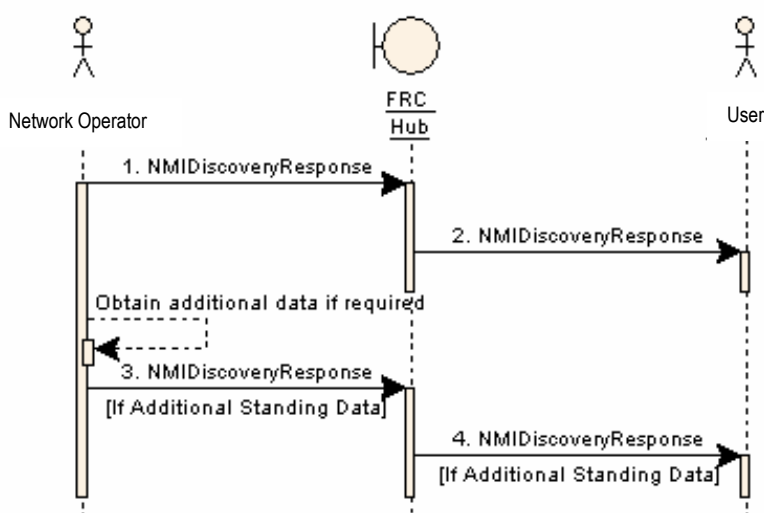 Network Operator
FRC
Hub
User
1. NMIDiscoveryResponse
2. NMIDiscoveryResponse
Obtain additional data if required
3. NMIDiscoveryResponse
[If Additional Standing Data]
4. NMIDiscoveryResponse
[If Additional Standing Data]